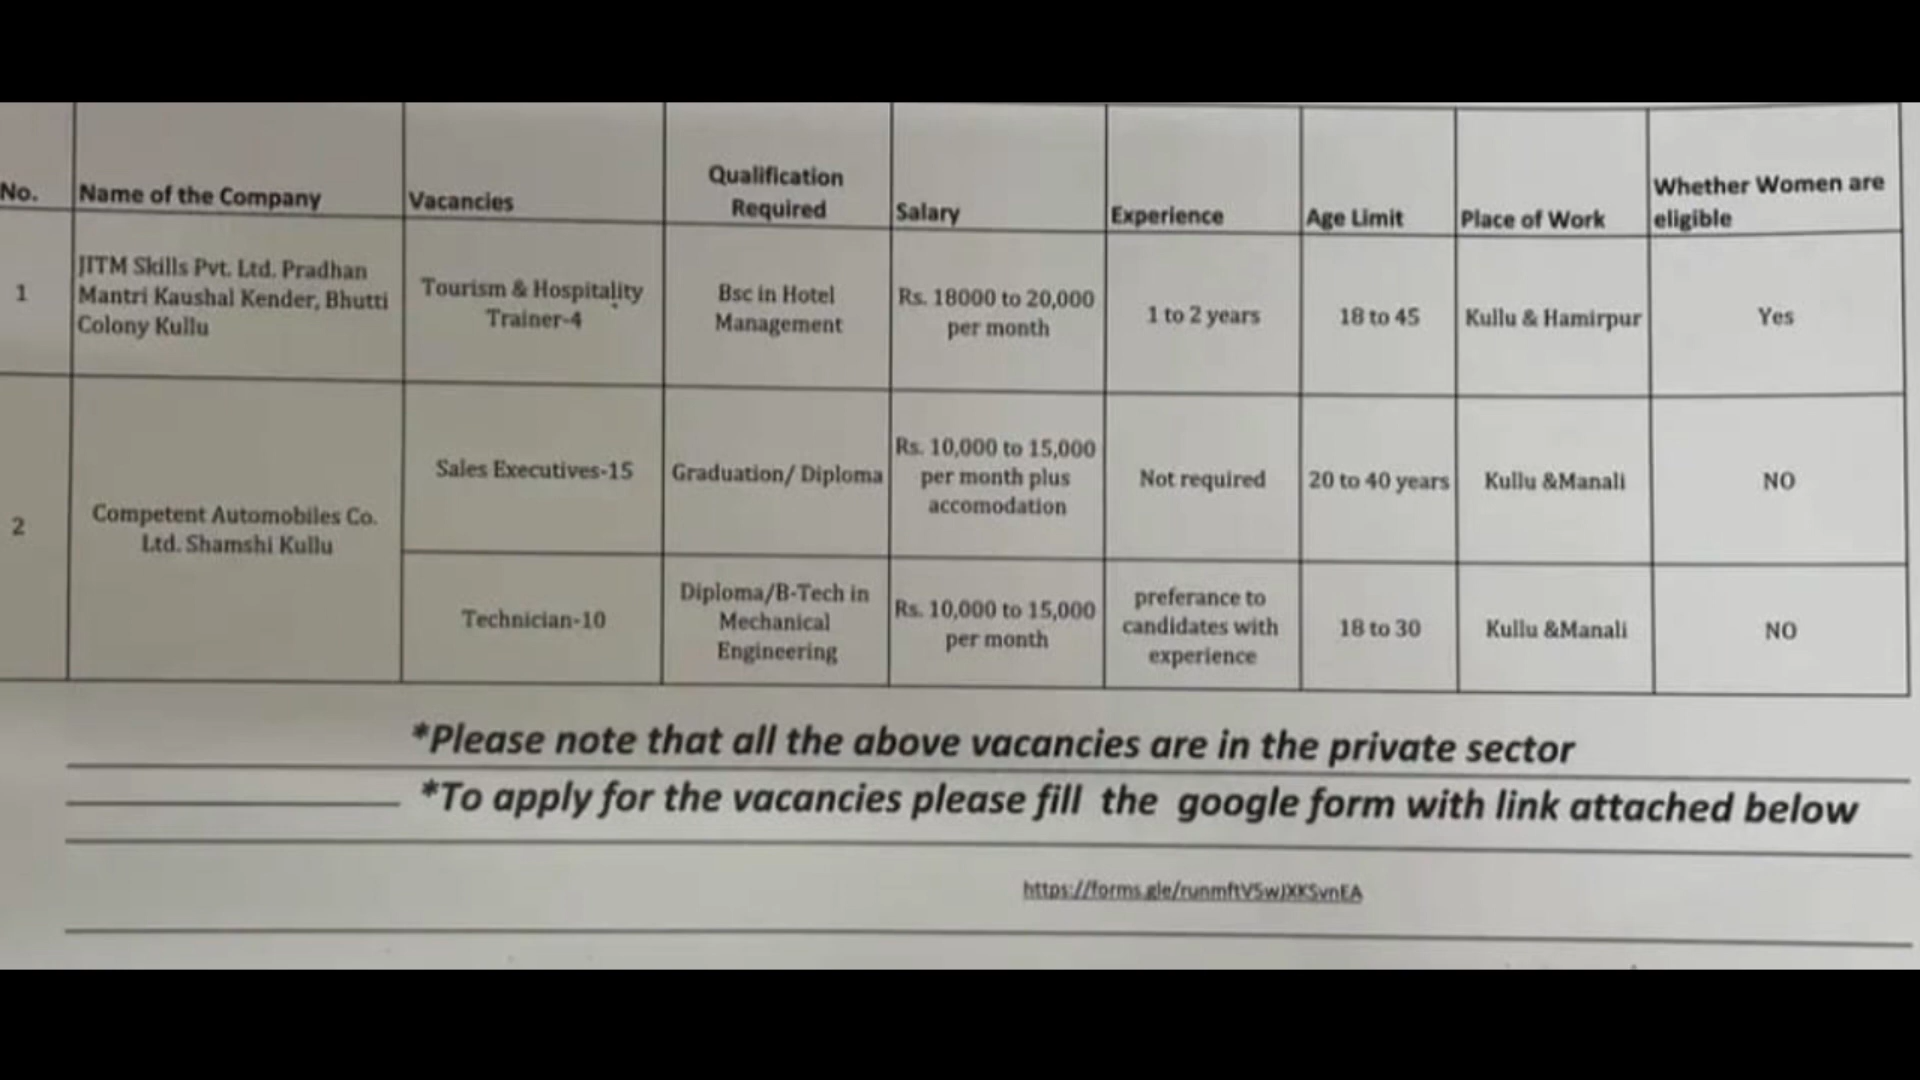 No.
Name of the Company
Vacancies
Qualification
Required
Salary
Experience
Age Limit
Place of Work
Whether Women are
eligible
1
JITM Skills Pvt. Ltd. Pradhan
Mantri Kaushal Kender, Bhutti
Colony Kullu
Tourism & Hospitality
Trainer-4
Bsc in Hotel
Management
Rs. 18000 to 20,000
per month
1 to 2 years
18 to 45
Kullu & Hamirpur
Yes
2
Competent Automobiles Co.
Ltd. Shamshi Kullu
Sales Executives-15
Graduation/ Diploma
Rs. 10,000 to 15,000
per month plus
accomodation
Not required
20 to 40 years
Kullu &Manali
NO
Technician-10
Diploma/B-Tech in
Mechanical
Engineering
Rs. 10,000 to 15,000
per month
preferance to
candidates with
experience
18 to 30
Kullu &Manali
NO
*Please note that all the above vacancies are in the private sector
*To apply for the vacancies please fill the google form with link attached below